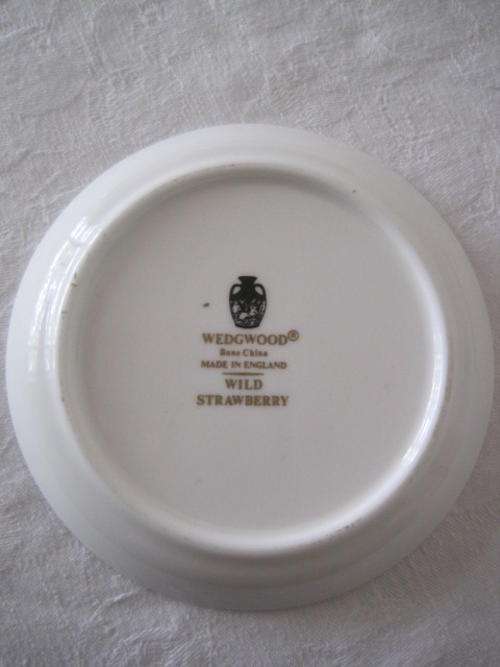 WEDGWOOD®
Bone China
MADE IN ENGLAND
WILD
STRAWBERRY